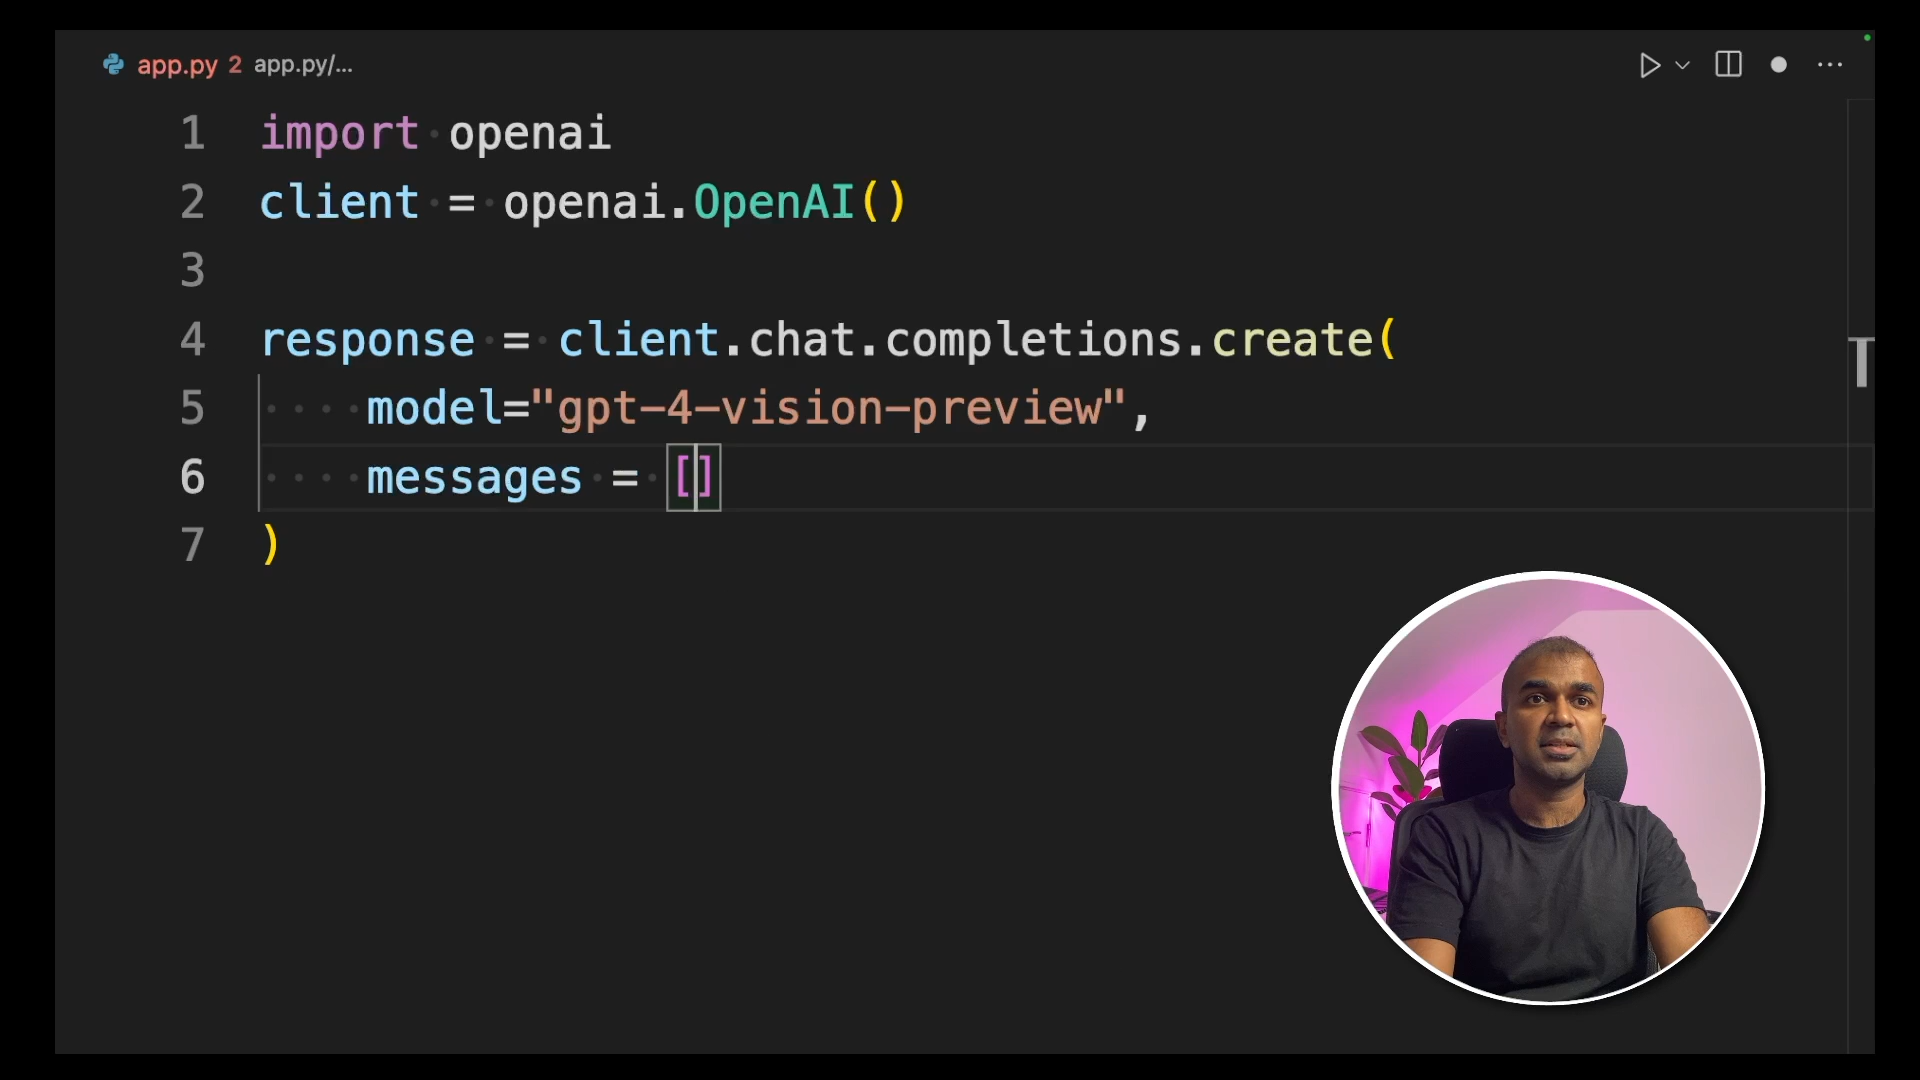 app.py 2 app.py/...
1 import openai
2 client = openai.OpenAI()
3
4 response = client.chat.completions.create(
5     model="gpt-4-vision-preview",
6     messages = []
7 )